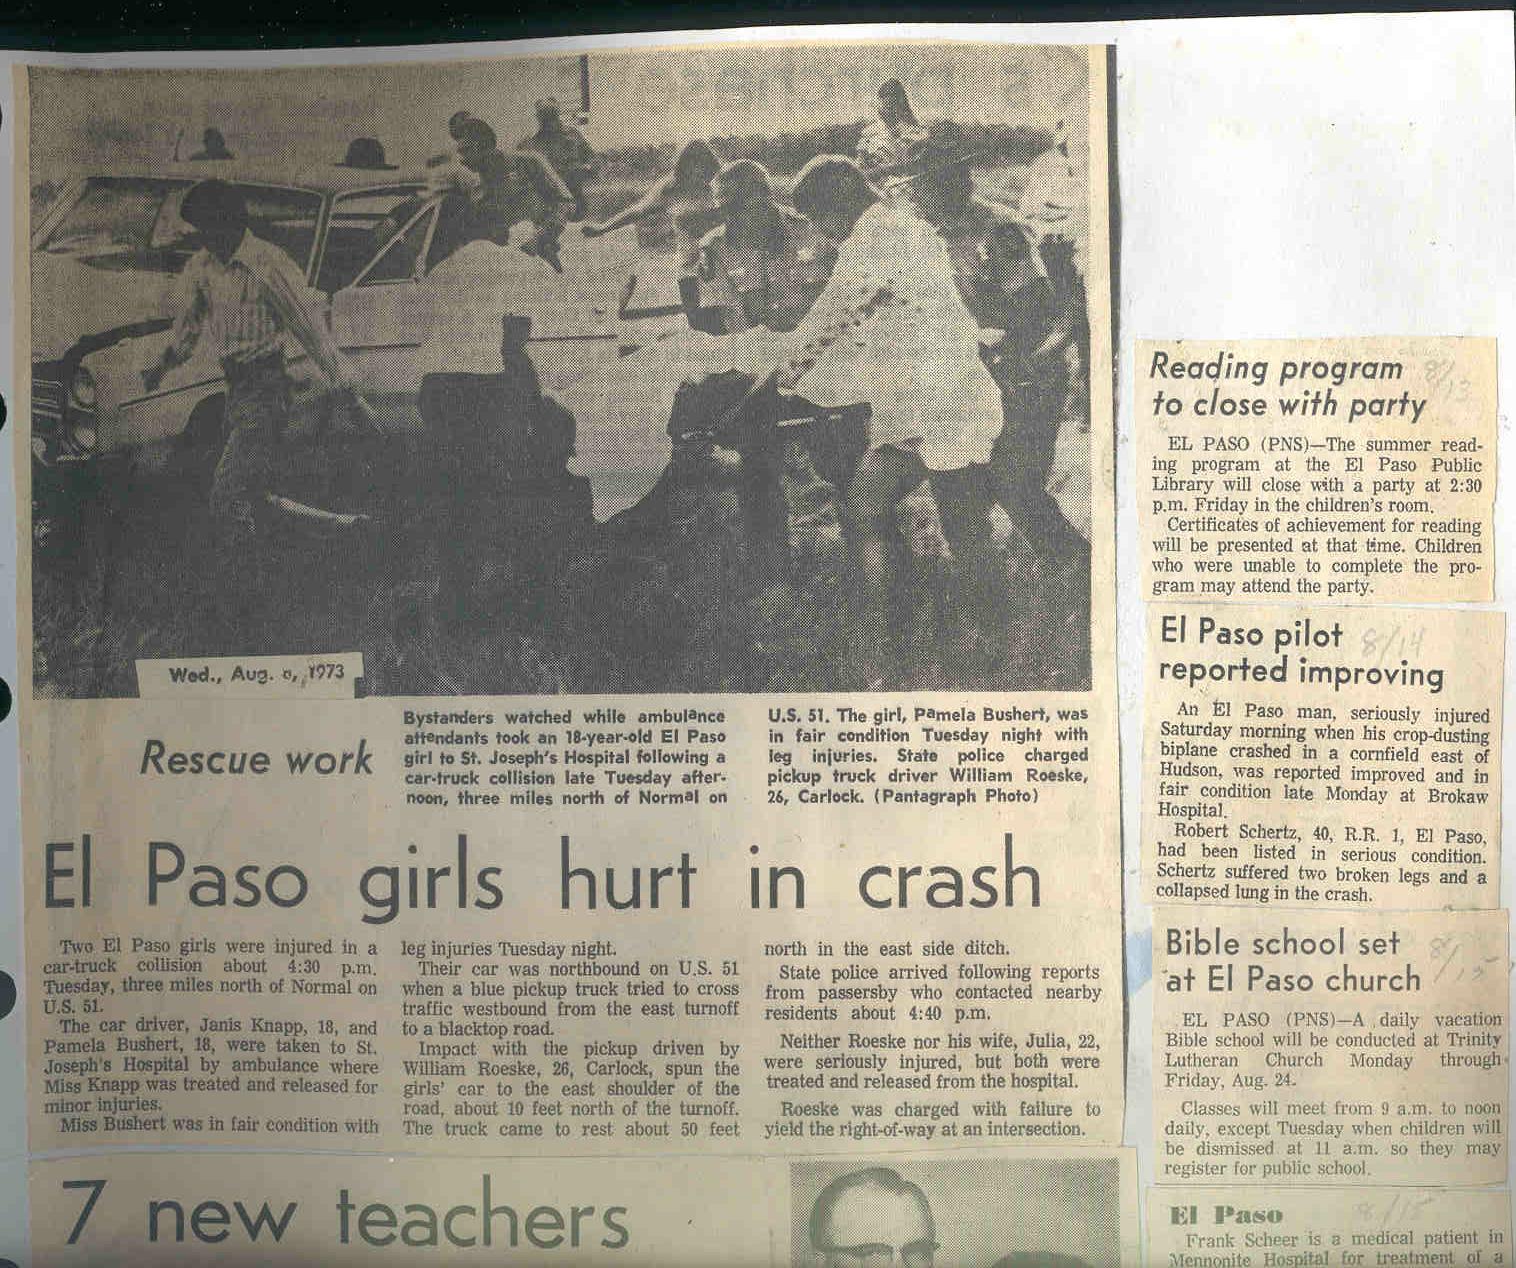 Wed., Aug. 8, 1973
Rescue work
Bystanders watched while ambulance
attendants took an 18-year-old El Paso
girl to St. Joseph's Hospital following a
car-truck collision late Tuesday after-
noon, three miles north of Normal on
U.S. 51. The girl, Pamela Bushert, was
in fair condition Tuesday night with
leg injuries. State police charged
pickup truck driver William Roeske,
26, Carlock. (Pantagraph Photo)
El Paso girls hurt in crash
Two El Paso girls were injured in a
car-truck collision about 4:30 p.m.
Tuesday, three miles north of Normal on
U.S. 51.
The car driver, Janis Knapp, 18, and
Pamela Bushert, 18, were taken to St.
Joseph's Hospital by ambulance where
Miss Knapp was treated and released for
minor injuries.
Miss Bushert was in fair condition with
leg injuries Tuesday night.
Their car was northbound on U.S. 51
when a blue pickup truck tried to cross
traffic westbound from the east turnoff
to a blacktop road.
Impact with the pickup driven by
William Roeske, 26, Carlock, spun the
girls' car to the east shoulder of the
road, about 10 feet north of the turnoff.
The truck came to rest about 50 feet
north in the east side ditch.
State police arrived following reports
from passersby who contacted nearby
residents about 4:40 p.m.
Neither Roeske nor his wife, Julia, 22,
were seriously injured, but both were
treated and released from the hospital.
Roeske was charged with failure to
yield the right-of-way at an intersection.
7 new teachers
Reading program
to close with party
8/13
EL PASO (PNS)—The summer read-
ing program at the El Paso Public
Library will close with a party at 2:30
p.m. Friday in the children's room.
Certificates of achievement for reading
will be presented at that time. Children
who were unable to complete the pro-
gram may attend the party.
El Paso pilot 8/14
reported improving
An El Paso man, seriously injured
Saturday morning when his crop-dusting
biplane crashed in a cornfield east of
Hudson, was reported improved and in
fair condition late Monday at Brokaw
Hospital.
Robert Schertz, 40, R.R. 1, El Paso,
had been listed in serious condition.
Schertz suffered two broken legs and a
collapsed lung in the crash.
Bible school set
at El Paso church
8/15
EL PASO (PNS)—A daily vacation
Bible school will be conducted at Trinity
Lutheran Church Monday through
Friday, Aug. 24.
Classes will meet from 9 a.m. to noon
daily, except Tuesday when children will
be dismissed at 11 a.m. so they may
register for public school.
El Paso 8/15
Frank Scheer is a medical patient in
Mennonite Hospital for treatment of a